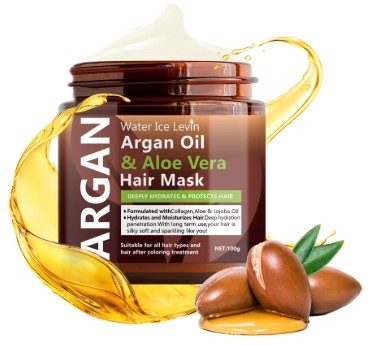 ARGAN
Water Ice Levin
Argan Oil
& Aloe Vera
Hair Mask
DEEPLY HYDRATES & PROTECTS HAIR
• Formulated withCollagen,Aloe & Jojoba Oil
• Hydrates and Moisturizes Hair,Deep hydration
penetration.With long term use,your hair is
silky soft and sparkling like you!
Suitable for all hair types and
hair after coloring treatment
NET:100g